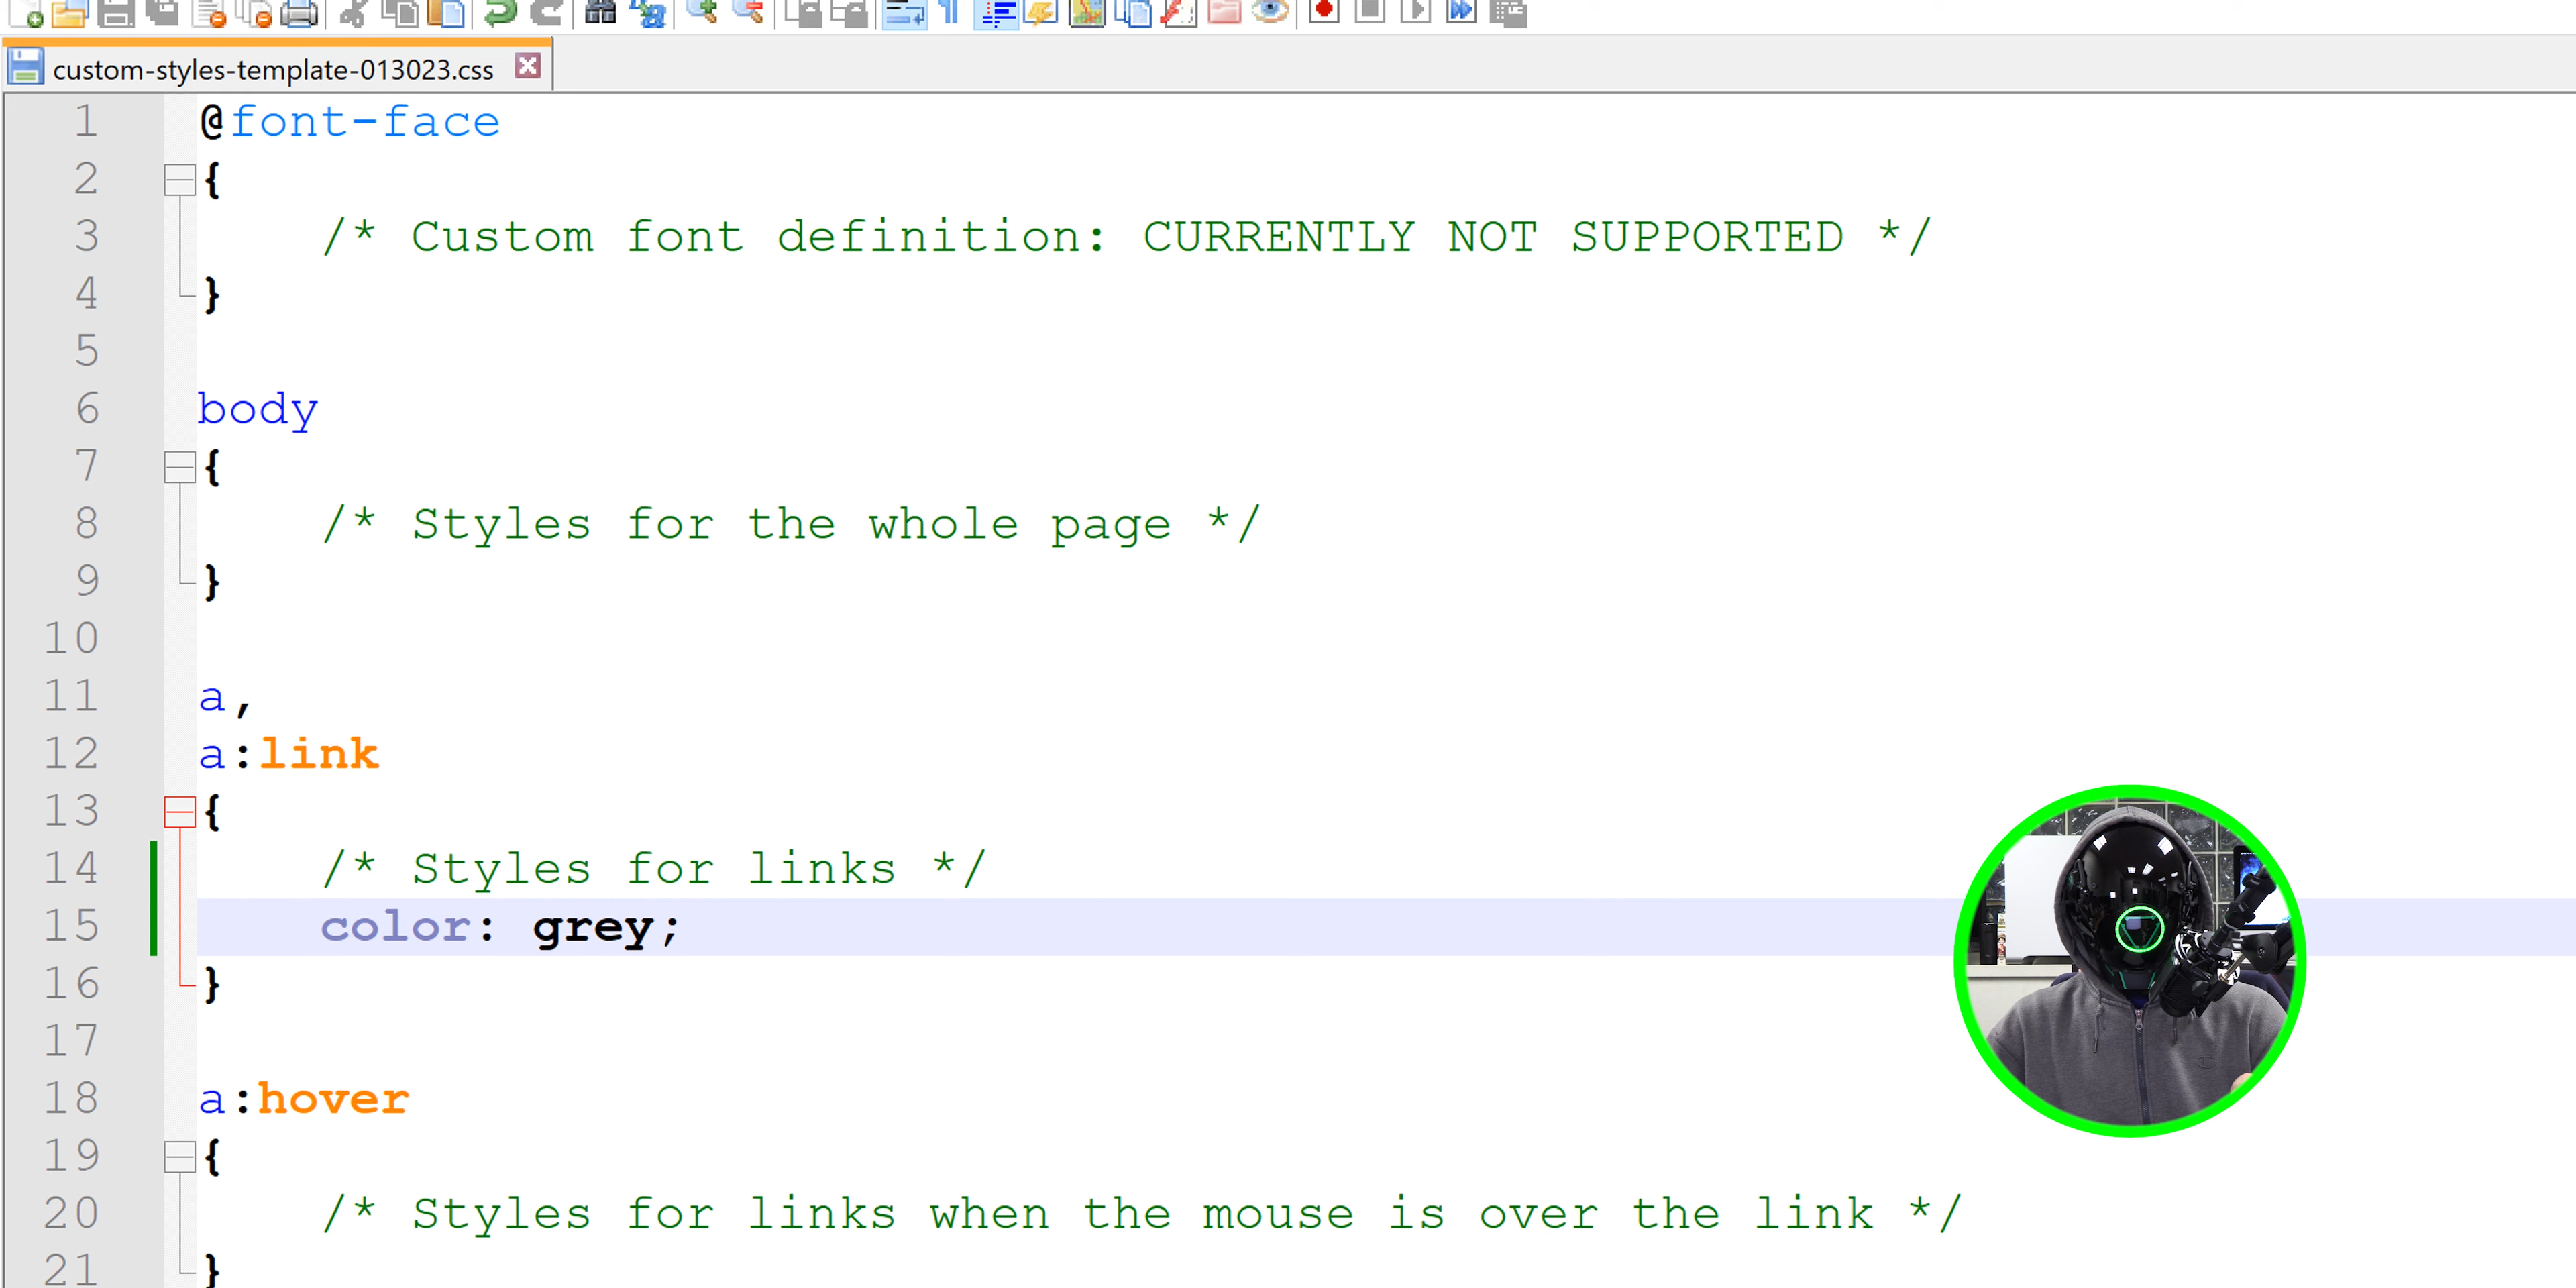 custom-styles-template-013023.css
1 @font-face
2 {
3 /* Custom font definition: CURRENTLY NOT SUPPORTED */
4 }
5
6 body
7 {
8 /* Styles for the whole page */
9 }
10
11 a,
12 a:link
13 {
14 /* Styles for links */
15 color: grey;
16 }
17
18 a:hover
19 {
20 /* Styles for links when the mouse is over the link */
21 }